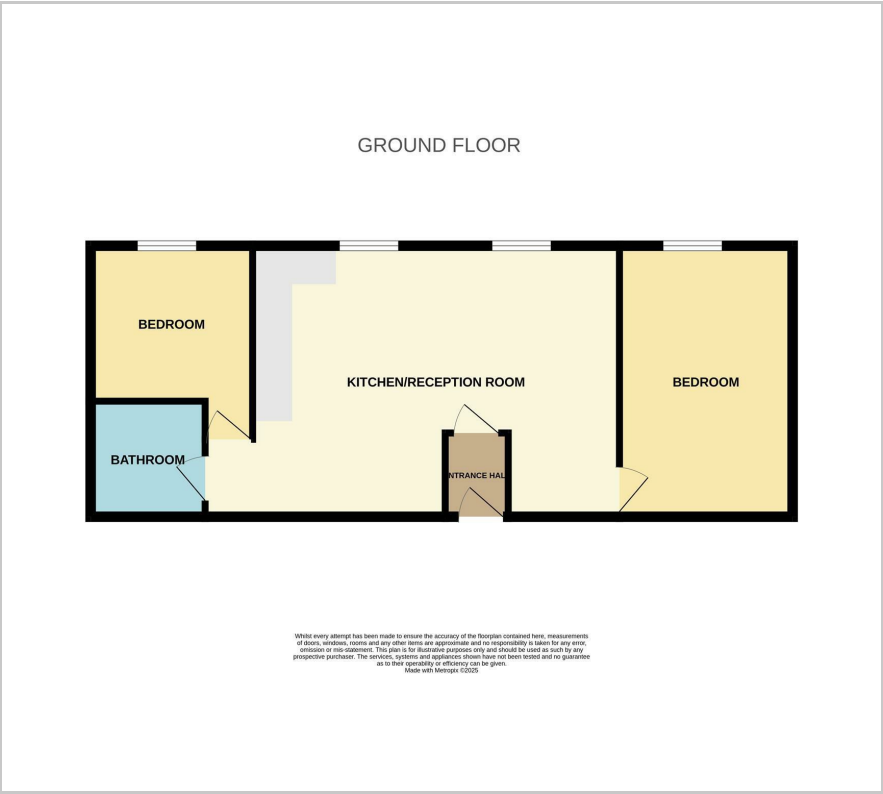 GROUND FLOOR
BEDROOM
KITCHEN/RECEPTION ROOM
BEDROOM
BATHROOM
NTRANCE HAL
Whilst every attempt has been made to ensure the accuracy of the floorplan contained here, measurements
of doors, windows, rooms and any other items are approximate and no responsibility is taken for any error,
omission or mis-statement. This plan is for illustrative purposes only and should be used as such by any
prospective purchaser. The services, systems and appliances shown have not been tested and no guarantee
as to their operability or efficiency can be given.
Made with Metropix ©2025